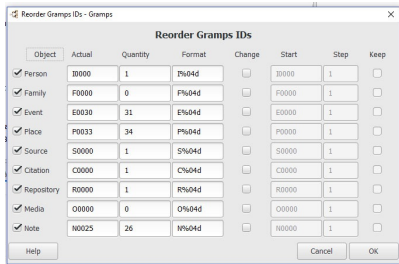 Reorder Gramps IDs - Gramps
Reorder Gramps IDs
Object Actual Quantity Format Change Start Step Keep
Person I0000 1 I%04d I0000 1
Family F0000 0 F%04d F0000 1
Event E0030 31 E%04d E0000 1
Place P0033 34 P%04d P0000 1
Source S0000 1 S%04d S0000 1
Citation C0000 1 C%04d C0000 1
Repository R0000 1 R%04d R0000 1
Media O0000 0 O%04d O0000 1
Note N0025 26 N%04d N0000 1
Help Cancel OK